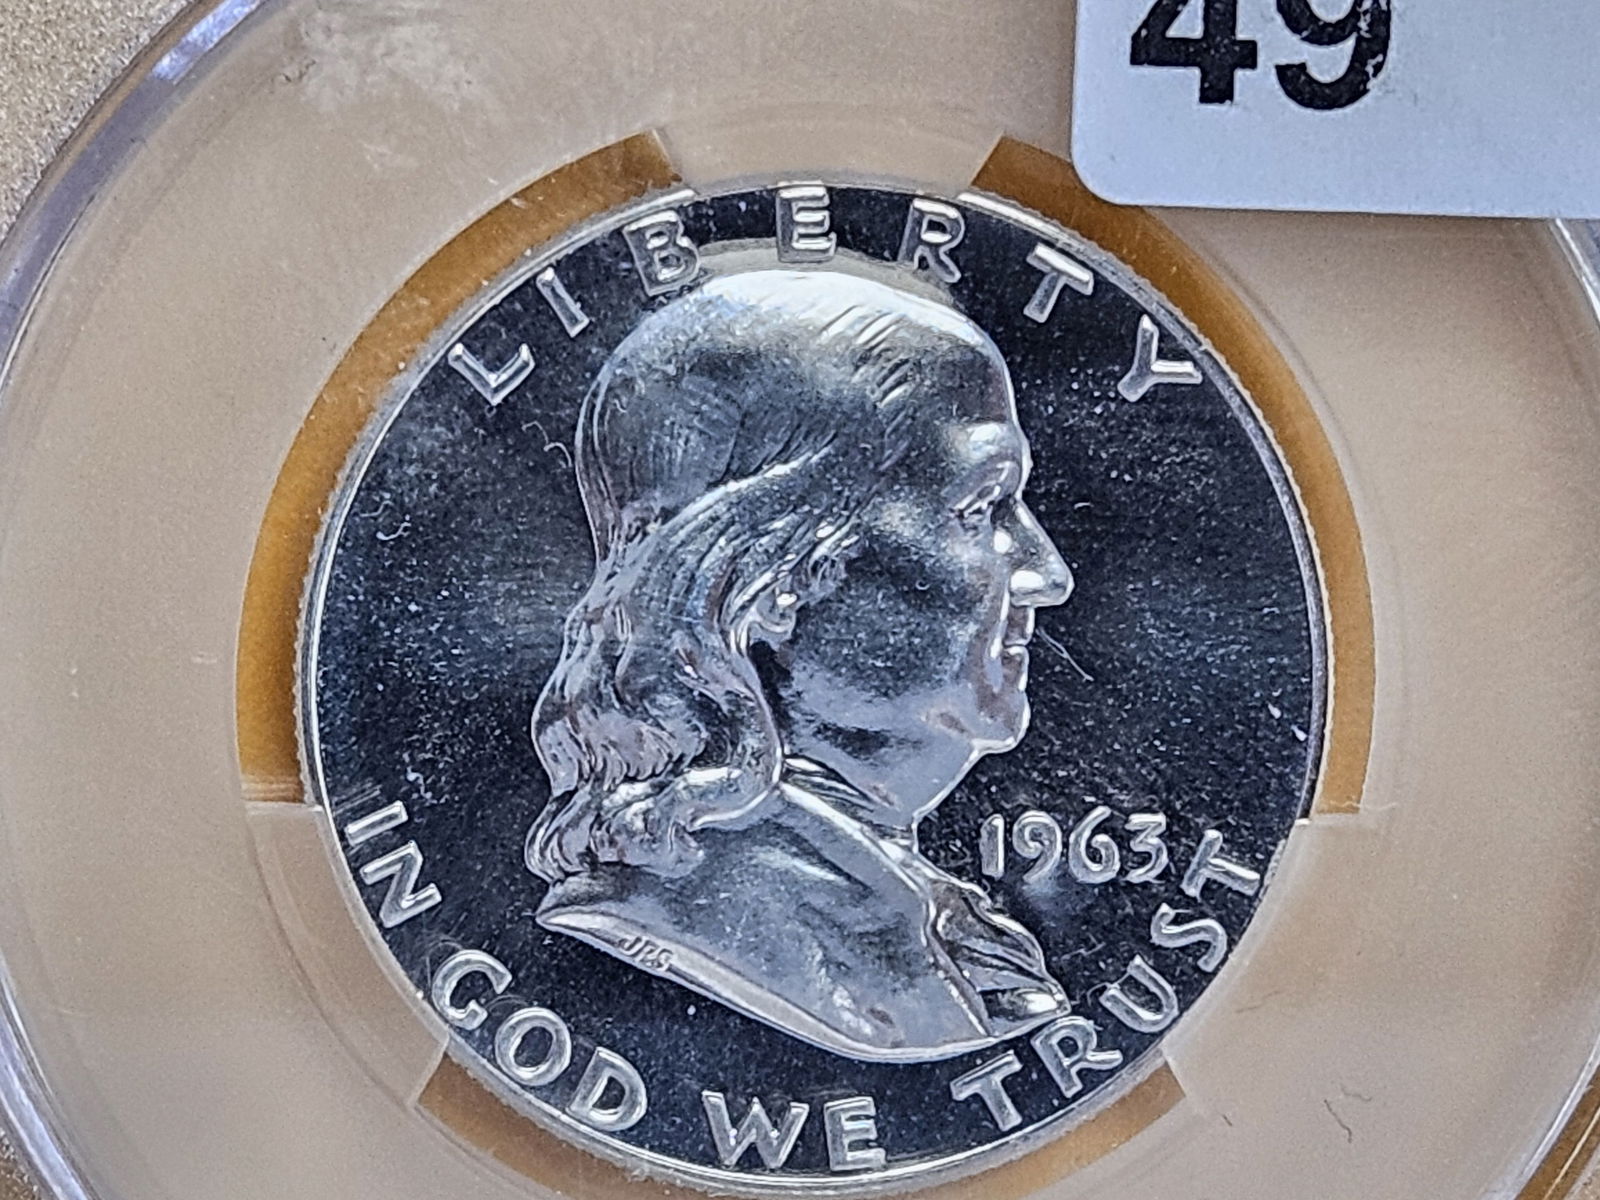 49
LIBERTY
1963
JRS
IN GOD WE TRUST